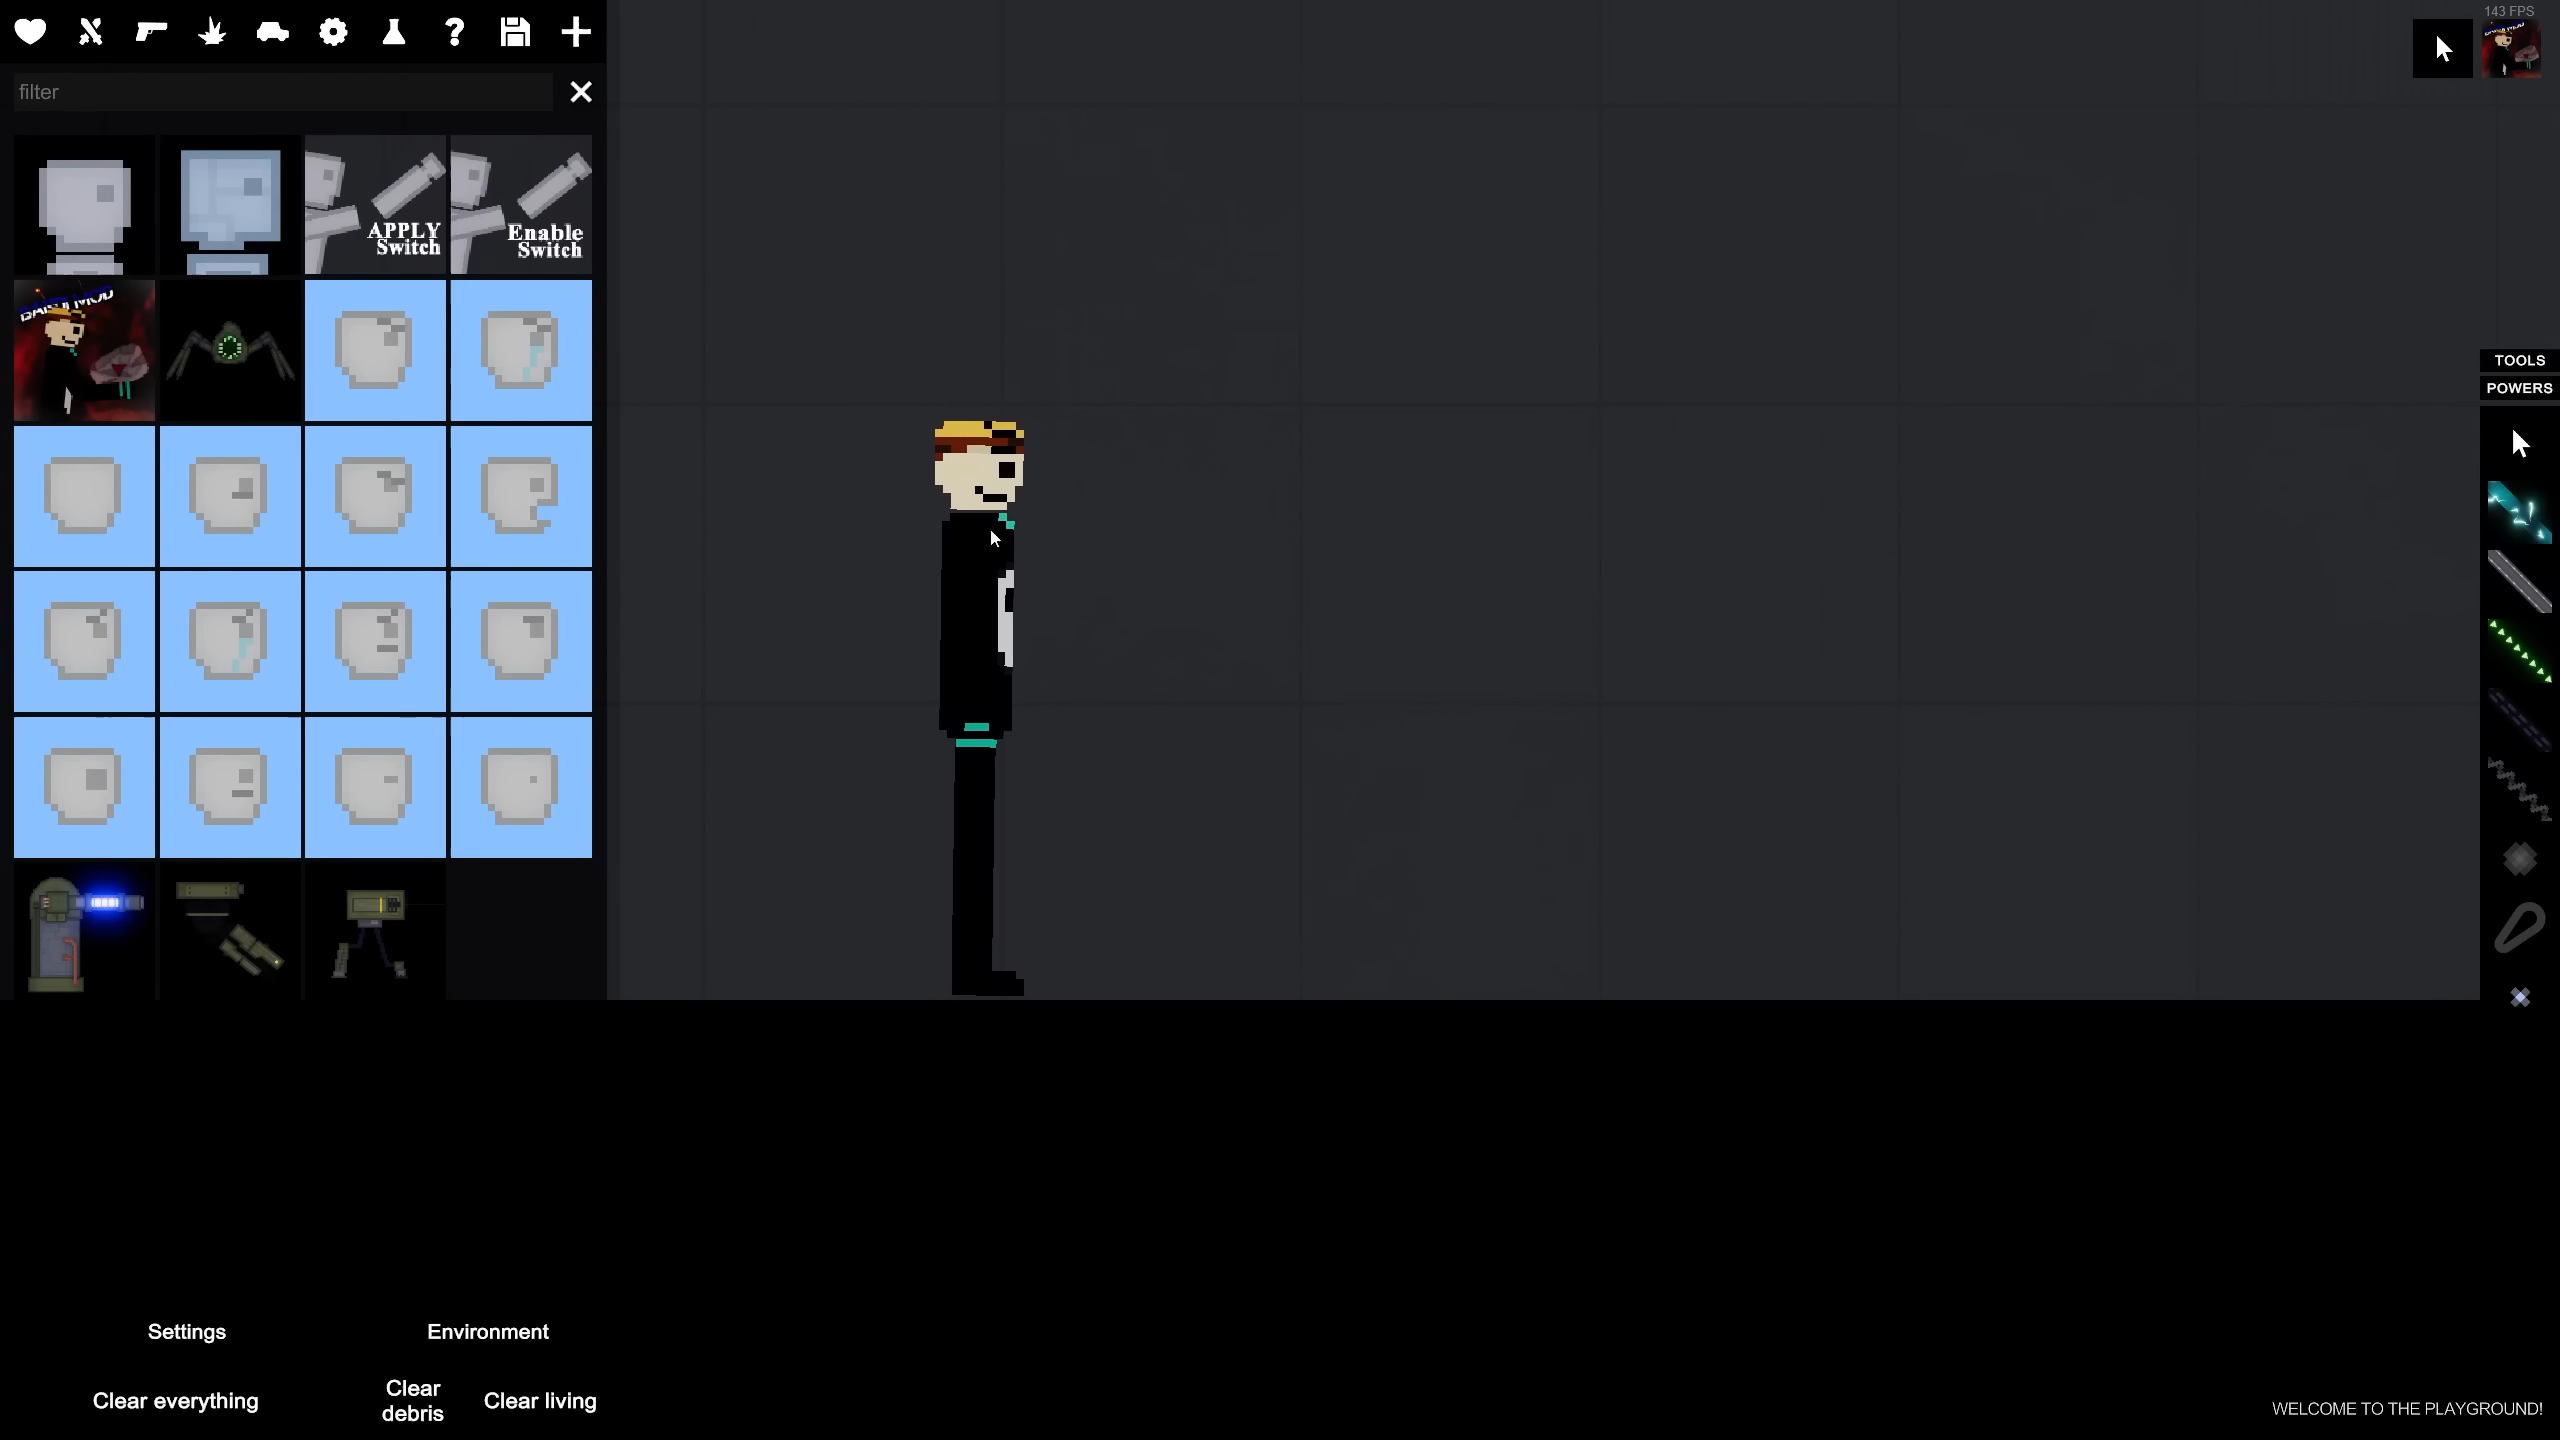 143 FPS
filter
APPLY
Switch
Enable
Switch
MOD
TOOLS
POWERS
Settings
Environment
Clear everything
Clear
debris
Clear living
WELCOME TO THE PLAYGROUND!